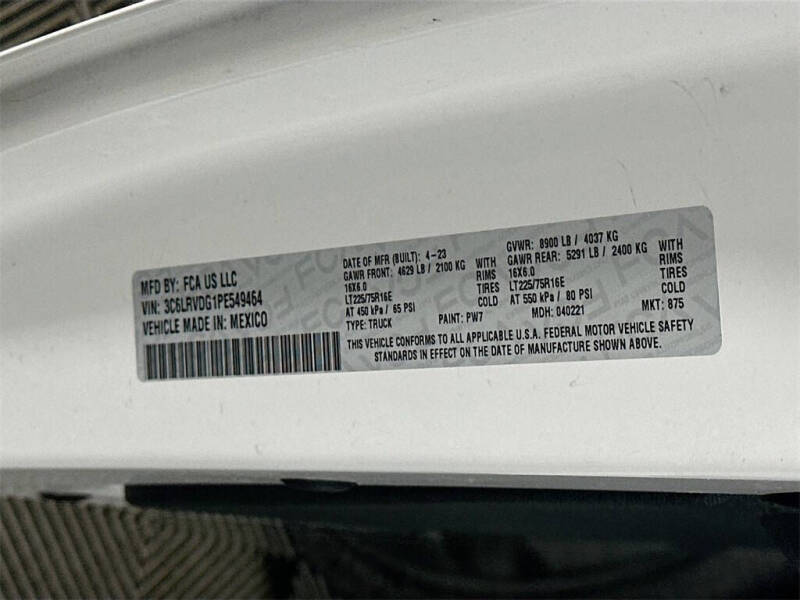 MFD BY: FCA US LLC
VIN: 3C6LRVDG1PE549464
VEHICLE MADE IN: MEXICO
DATE OF MFR (BUILT): 4-23
GAWR FRONT: 4629 LB / 2100 KG WITH
16X6.0 RIMS
LT225/75R16E TIRES
AT 450 kPa / 65 PSI COLD
TYPE: TRUCK PAINT: PW7
GVWR: 8900 LB / 4037 KG
GAWR REAR: 5291 LB / 2400 KG WITH
16X6.0 RIMS
LT225/75R16E TIRES
AT 550 kPa / 80 PSI COLD
MDH: 040221 MKT: 875
THIS VEHICLE CONFORMS TO ALL APPLICABLE U.S.A. FEDERAL MOTOR VEHICLE SAFETY
STANDARDS IN EFFECT ON THE DATE OF MANUFACTURE SHOWN ABOVE.